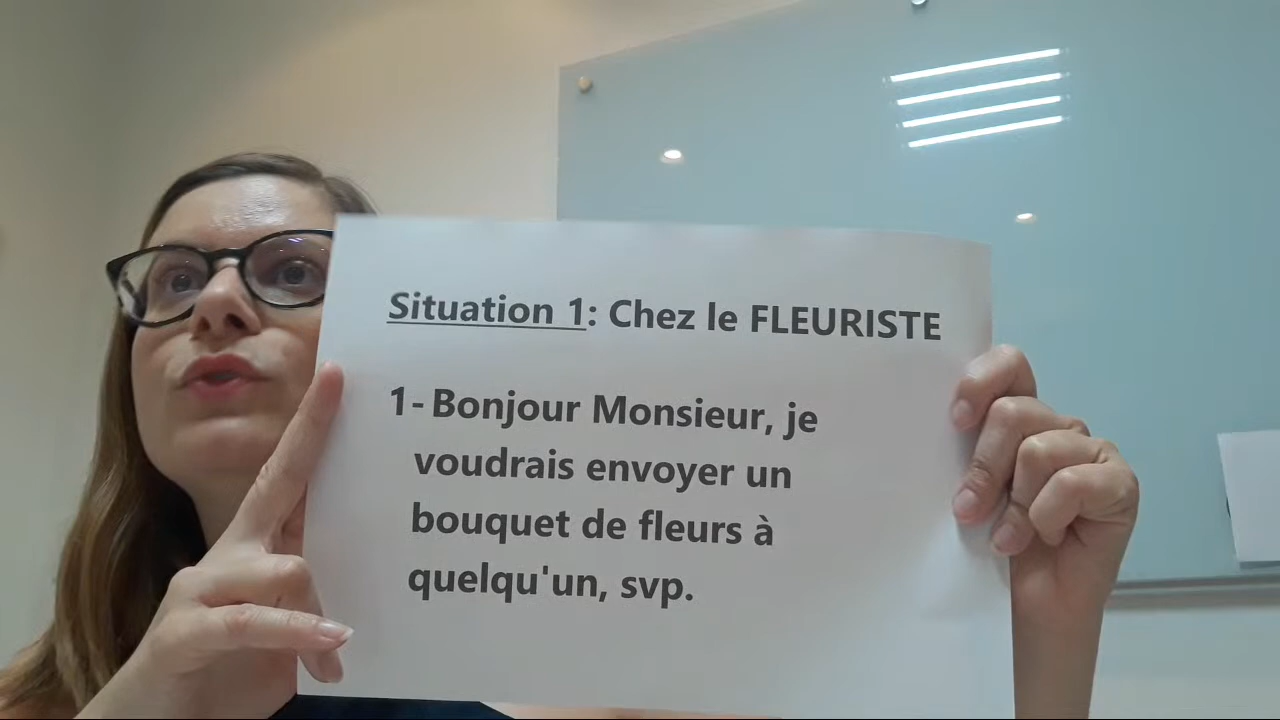 Situation 1: Chez le FLEURISTE
1- Bonjour Monsieur, je
voudrais envoyer un
bouquet de fleurs à
quelqu'un, svp.